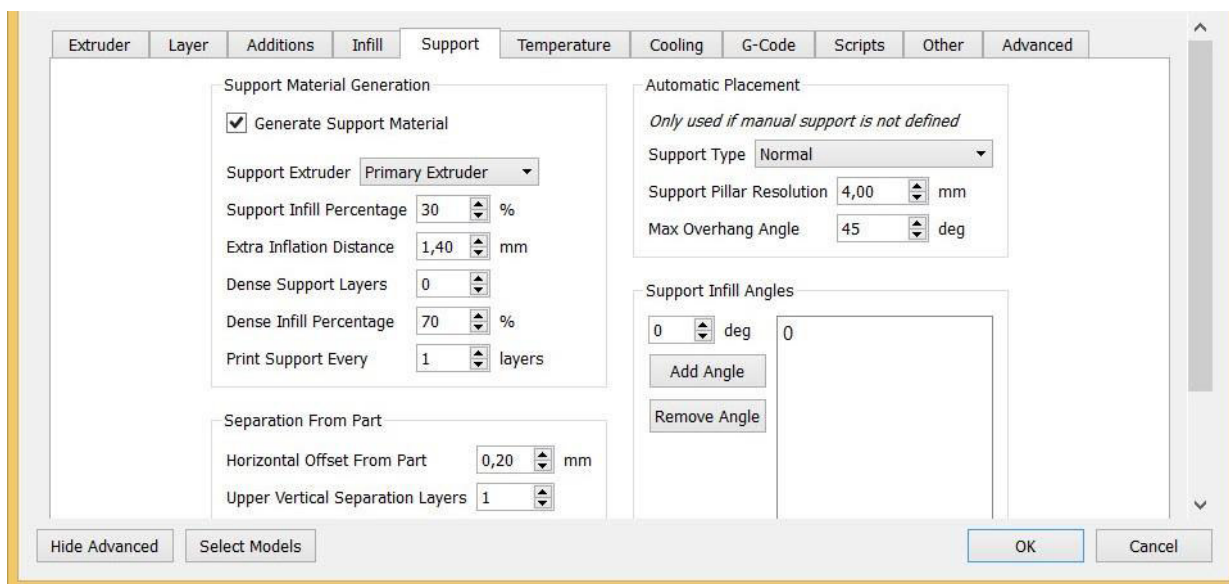 Extruder Layer Additions Infill Support Temperature Cooling G-Code Scripts Other Advanced
Support Material Generation
Generate Support Material
Support Extruder Primary Extruder
Support Infill Percentage 30 %
Extra Inflation Distance 1,40 mm
Dense Support Layers 0
Dense Infill Percentage 70 %
Print Support Every 1 layers
Separation From Part
Horizontal Offset From Part 0,20 mm
Upper Vertical Separation Layers 1
Automatic Placement
Only used if manual support is not defined
Support Type Normal
Support Pillar Resolution 4,00 mm
Max Overhang Angle 45 deg
Support Infill Angles
0 deg 0
Add Angle
Remove Angle
Hide Advanced Select Models OK Cancel